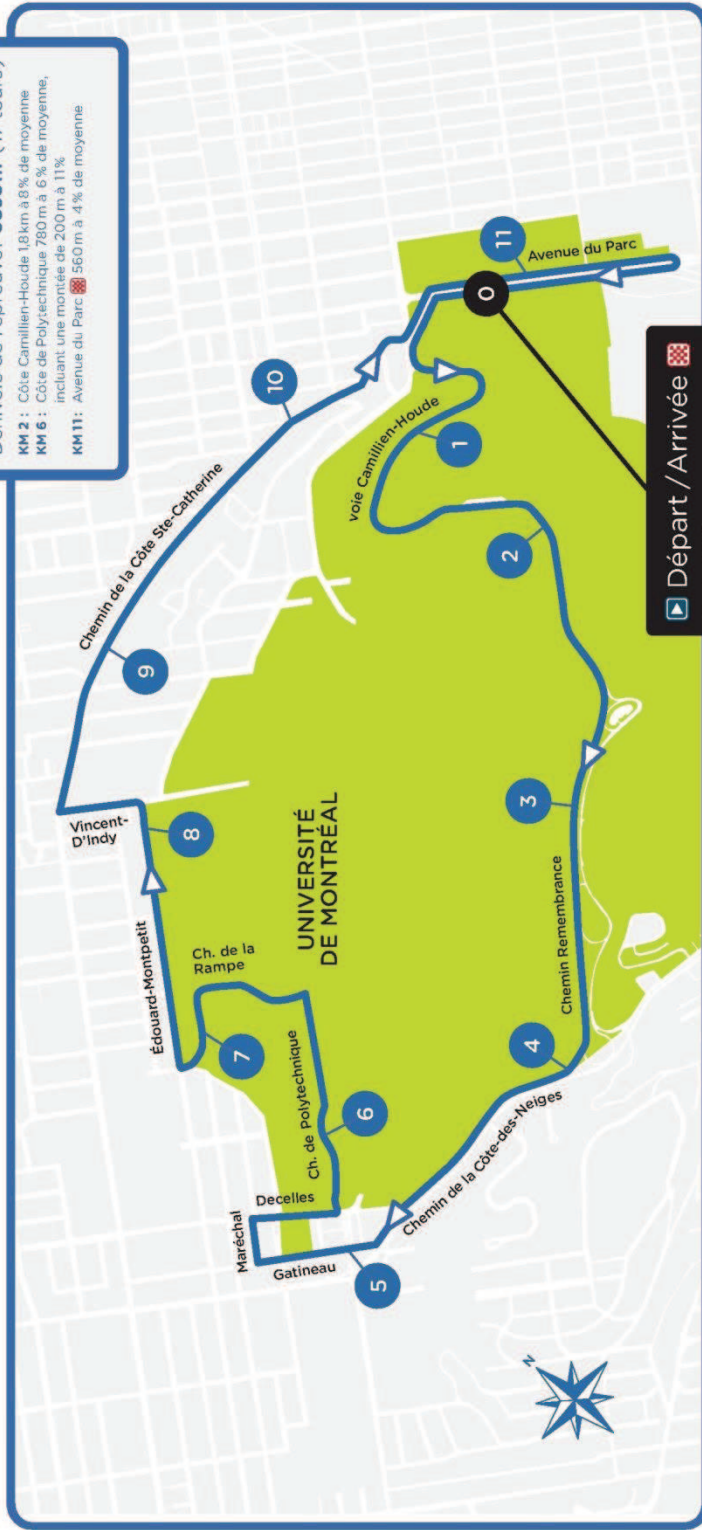 KM 2 : Côte Camillien-Houde 1,8 km à 8 % de moyenne
KM 6 : Côte de Polytechnique 780 m à 6 % de moyenne,
incluant une montée de 200 m à 11 %
KM 11 : Avenue du Parc 560 m à 4 % de moyenne
Chemin de la Côte Ste-Catherine
10
9
Vincent-
D'Indy
8
Édouard-Montpetit
Ch. de la
Rampe
7
UNIVERSITÉ
DE MONTRÉAL
Ch. de Polytechnique
6
Maréchal
Decelles
Gatineau
5
Chemin de la Côte-des-Neiges
4
Chemin Remembrance
3
2
voie Camillien-Houde
1
11
Avenue du Parc
0
Départ / Arrivée
N